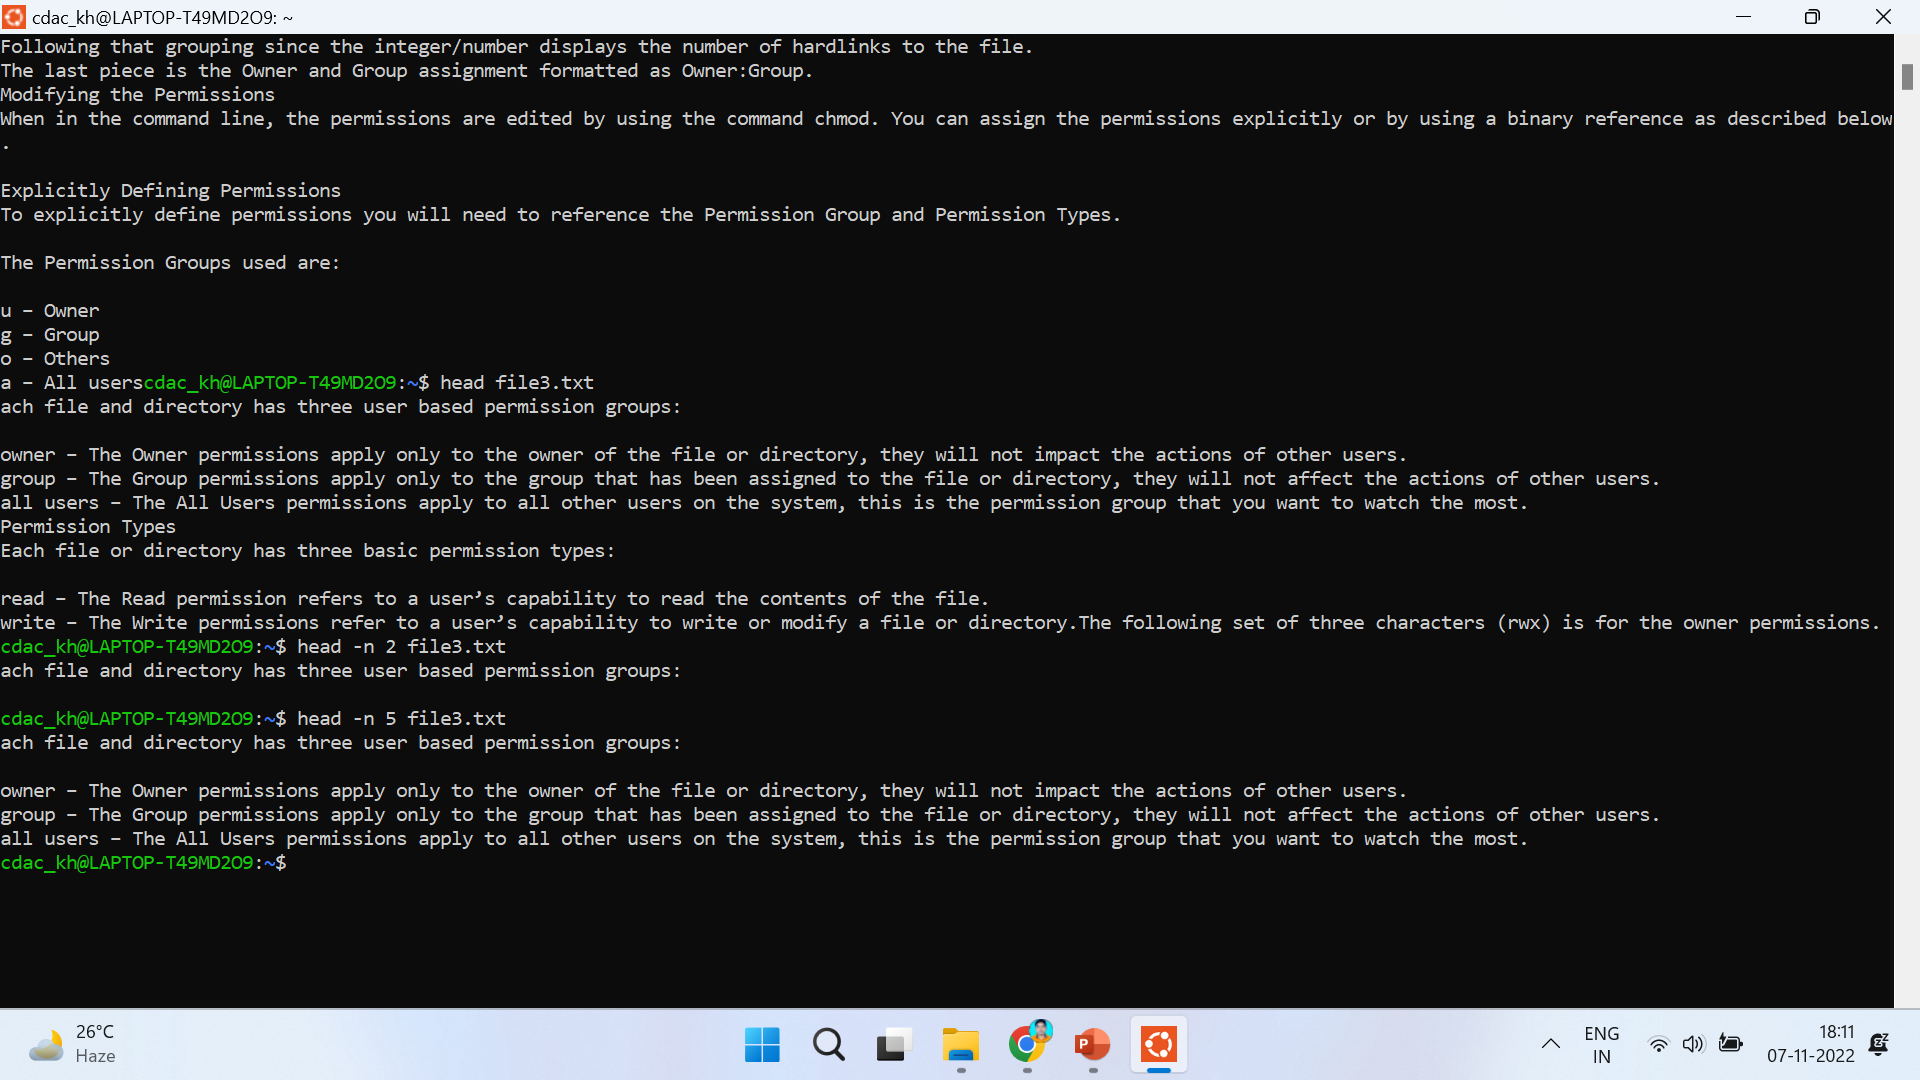 cdac_kh@LAPTOP-T49MD2O9: ~
Following that grouping since the integer/number displays the number of hardlinks to the file.
The last piece is the Owner and Group assignment formatted as Owner:Group.
Modifying the Permissions
When in the command line, the permissions are edited by using the command chmod. You can assign the permissions explicitly or by using a binary reference as described below
.
Explicitly Defining Permissions
To explicitly define permissions you will need to reference the Permission Group and Permission Types.
The Permission Groups used are:
u – Owner
g – Group
o – Others
a – All userscdac_kh@LAPTOP-T49MD2O9:~$ head file3.txt
ach file and directory has three user based permission groups:
owner – The Owner permissions apply only to the owner of the file or directory, they will not impact the actions of other users.
group – The Group permissions apply only to the group that has been assigned to the file or directory, they will not affect the actions of other users.
all users – The All Users permissions apply to all other users on the system, this is the permission group that you want to watch the most.
Permission Types
Each file or directory has three basic permission types:
read – The Read permission refers to a user’s capability to read the contents of the file.
write – The Write permissions refer to a user’s capability to write or modify a file or directory.The following set of three characters (rwx) is for the owner permissions.
cdac_kh@LAPTOP-T49MD2O9:~$ head -n 2 file3.txt
ach file and directory has three user based permission groups:
cdac_kh@LAPTOP-T49MD2O9:~$ head -n 5 file3.txt
ach file and directory has three user based permission groups:
owner – The Owner permissions apply only to the owner of the file or directory, they will not impact the actions of other users.
group – The Group permissions apply only to the group that has been assigned to the file or directory, they will not affect the actions of other users.
all users – The All Users permissions apply to all other users on the system, this is the permission group that you want to watch the most.
cdac_kh@LAPTOP-T49MD2O9:~$
26°C
Haze
P
ENG
IN
18:11
07-11-2022